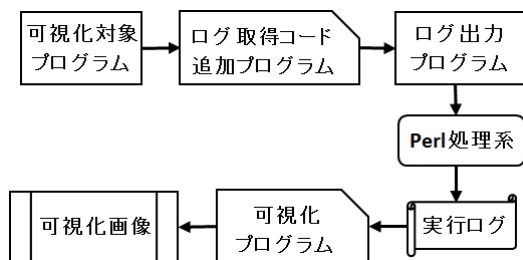 可視化対象
プログラム
ログ取得コード
追加プログラム
ログ出力
プログラム
Perl処理系
実行ログ
可視化
プログラム
可視化画像